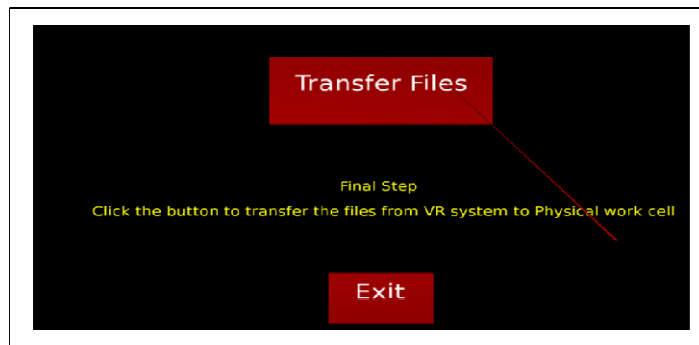 Transfer Files
Final Step
Click the button to transfer the files from VR system to Physical work cell
Exit